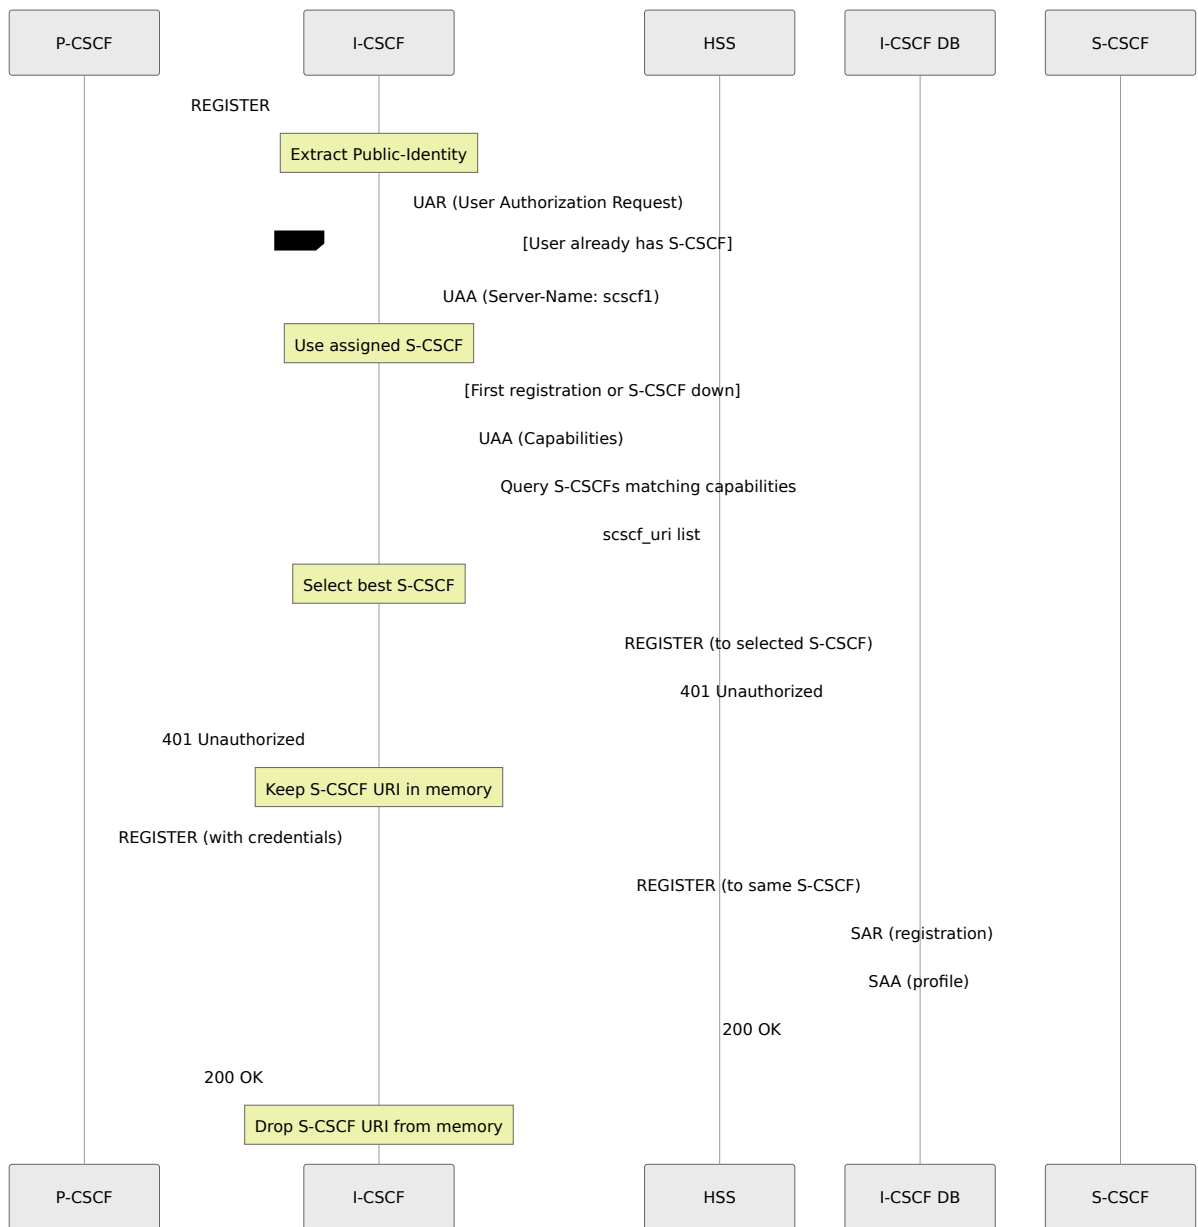 P-CSCF
I-CSCF
HSS
I-CSCF DB
S-CSCF
REGISTER
Extract Public-Identity
UAR (User Authorization Request)
[User already has S-CSCF]
UAA (Server-Name: scscf1)
Use assigned S-CSCF
[First registration or S-CSCF down]
UAA (Capabilities)
Query S-CSCFs matching capabilities
scscf_uri list
Select best S-CSCF
REGISTER (to selected S-CSCF)
401 Unauthorized
401 Unauthorized
Keep S-CSCF URI in memory
REGISTER (with credentials)
REGISTER (to same S-CSCF)
SAR (registration)
SAA (profile)
200 OK
200 OK
Drop S-CSCF URI from memory
P-CSCF
I-CSCF
HSS
I-CSCF DB
S-CSCF